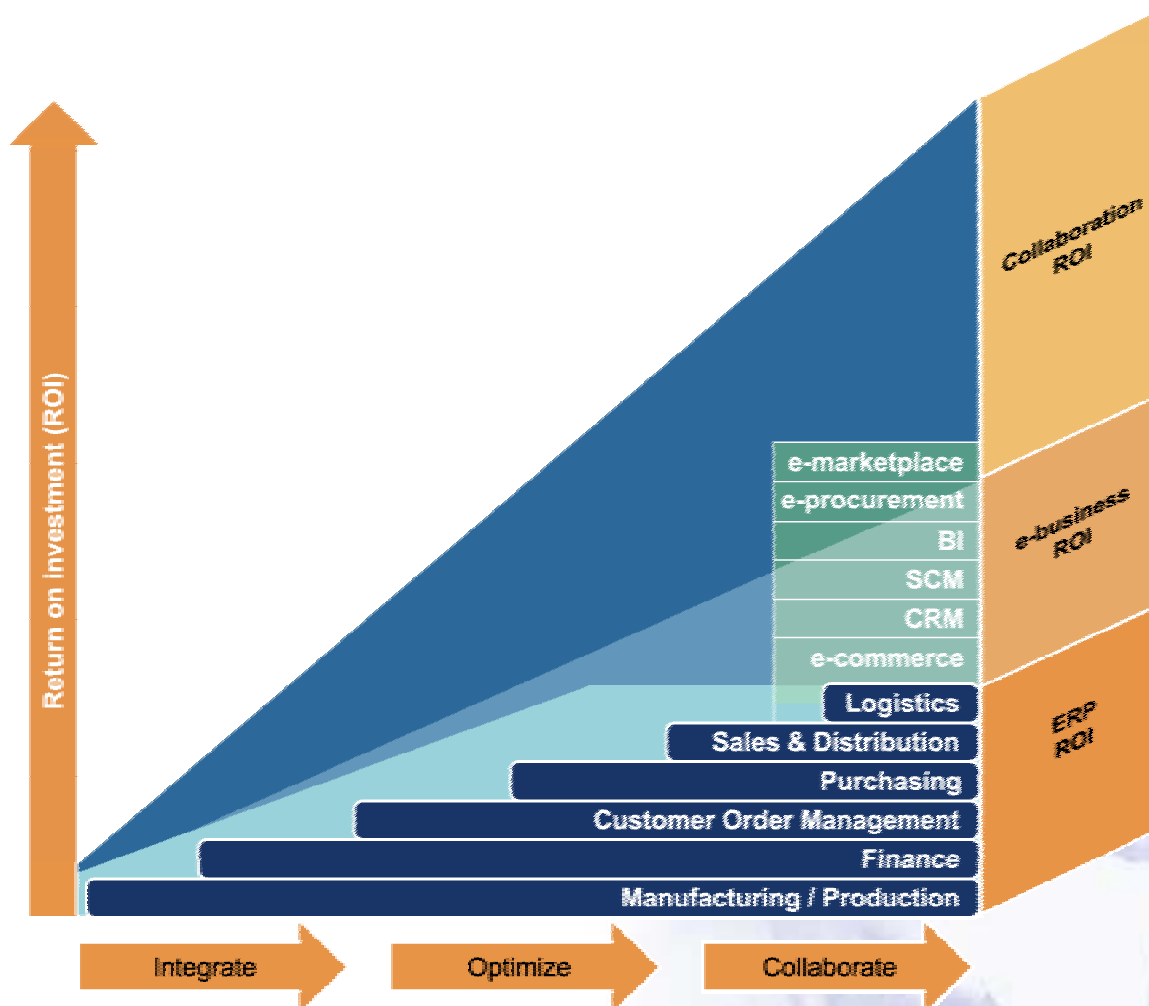 Return on investment (ROI)
Collaboration
ROI
e-business
ROI
ERP
ROI
e-marketplace
e-procurement
BI
SCM
CRM
e-commerce
Logistics
Sales & Distribution
Purchasing
Customer Order Management
Finance
Manufacturing / Production
Integrate
Optimize
Collaborate